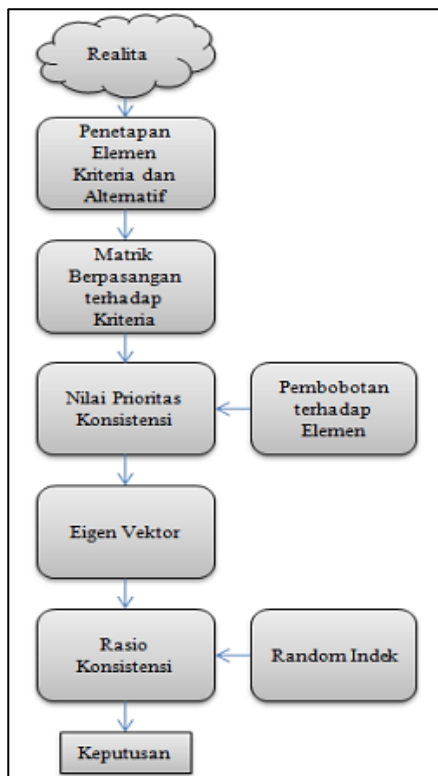 Realita
Penetapan
Elemen
Kriteria dan
Alternatif
Matrik
Berpasangan
terhadap
Kriteria
Nilai Prioritas
Konsistensi
Pembobotan
terhadap
Elemen
Eigen Vektor
Rasio
Konsistensi
Random Indek
Keputusan